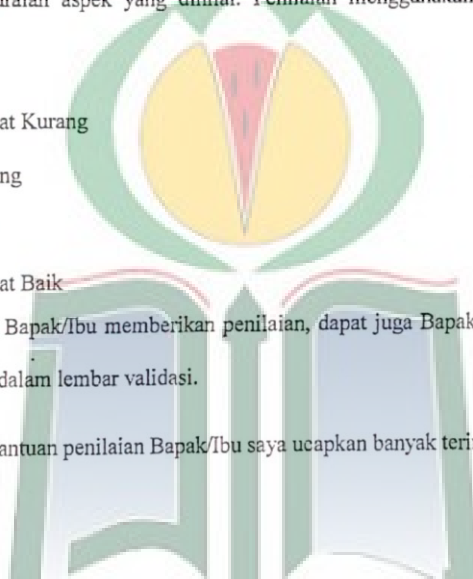 aspek yang dinilai. Penilaian menggunakan
at Kurang
ng
at Baik
Bapak/Ibu memberikan penilaian, dapat juga Bapak
dalam lembar validasi.
antuan penilaian Bapak/Ibu saya ucapkan banyak teri